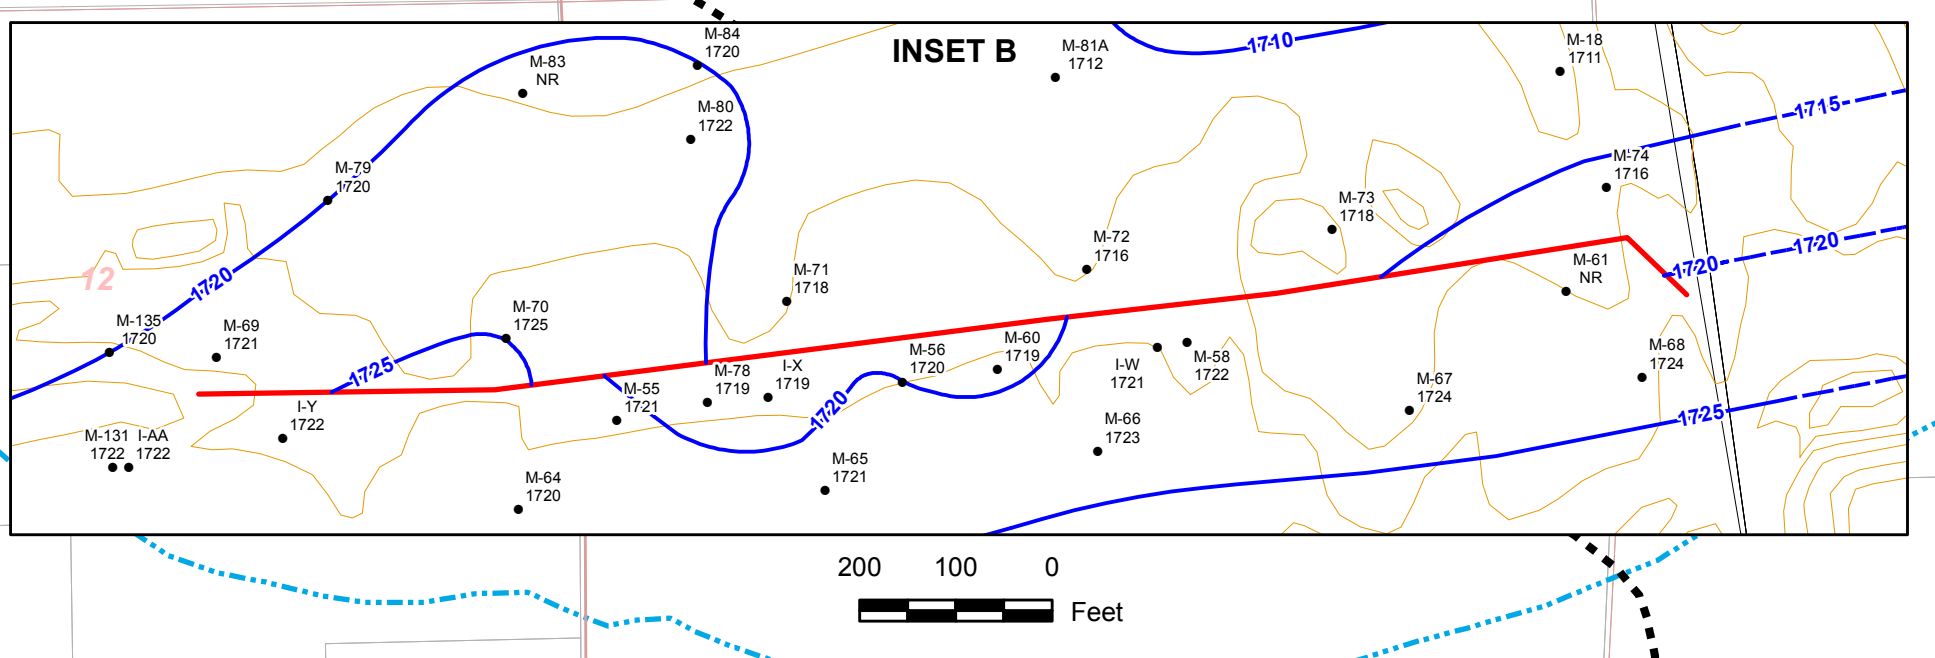 INSET B
M-84
1720
M-83
NR
M-80
1722
M-81A
1712
1710
M-18
1711
1715
M-79
1720
M-74
1716
M-73
1718
M-72
1716
M-71
1718
1720
1720
M-61
NR
12
1720
M-135
1720
M-69
1721
M-70
1725
1725
M-78
1719
I-X
1719
M-56
1720
M-60
1719
I-W
1721
M-58
1722
M-68
1724
M-67
1724
1725
M-55
1721
1720
I-Y
1722
M-131
1722
I-AA
1722
M-66
1723
M-65
1721
M-64
1720
200 100 0
Feet